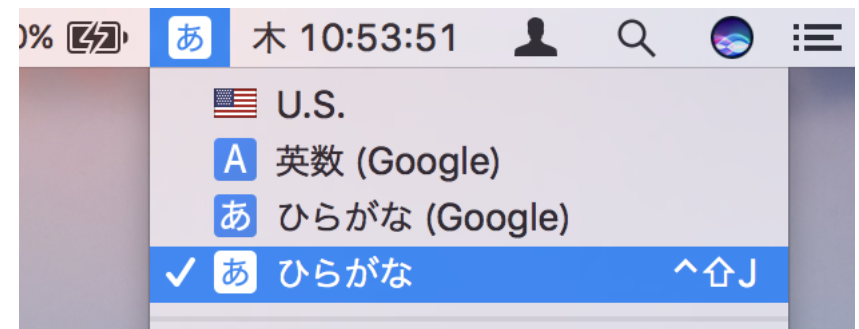 0% あ 木 10:53:51
U.S.
A 英数 (Google)
あ ひらがな (Google)
✓ あ ひらがな ^⇧J